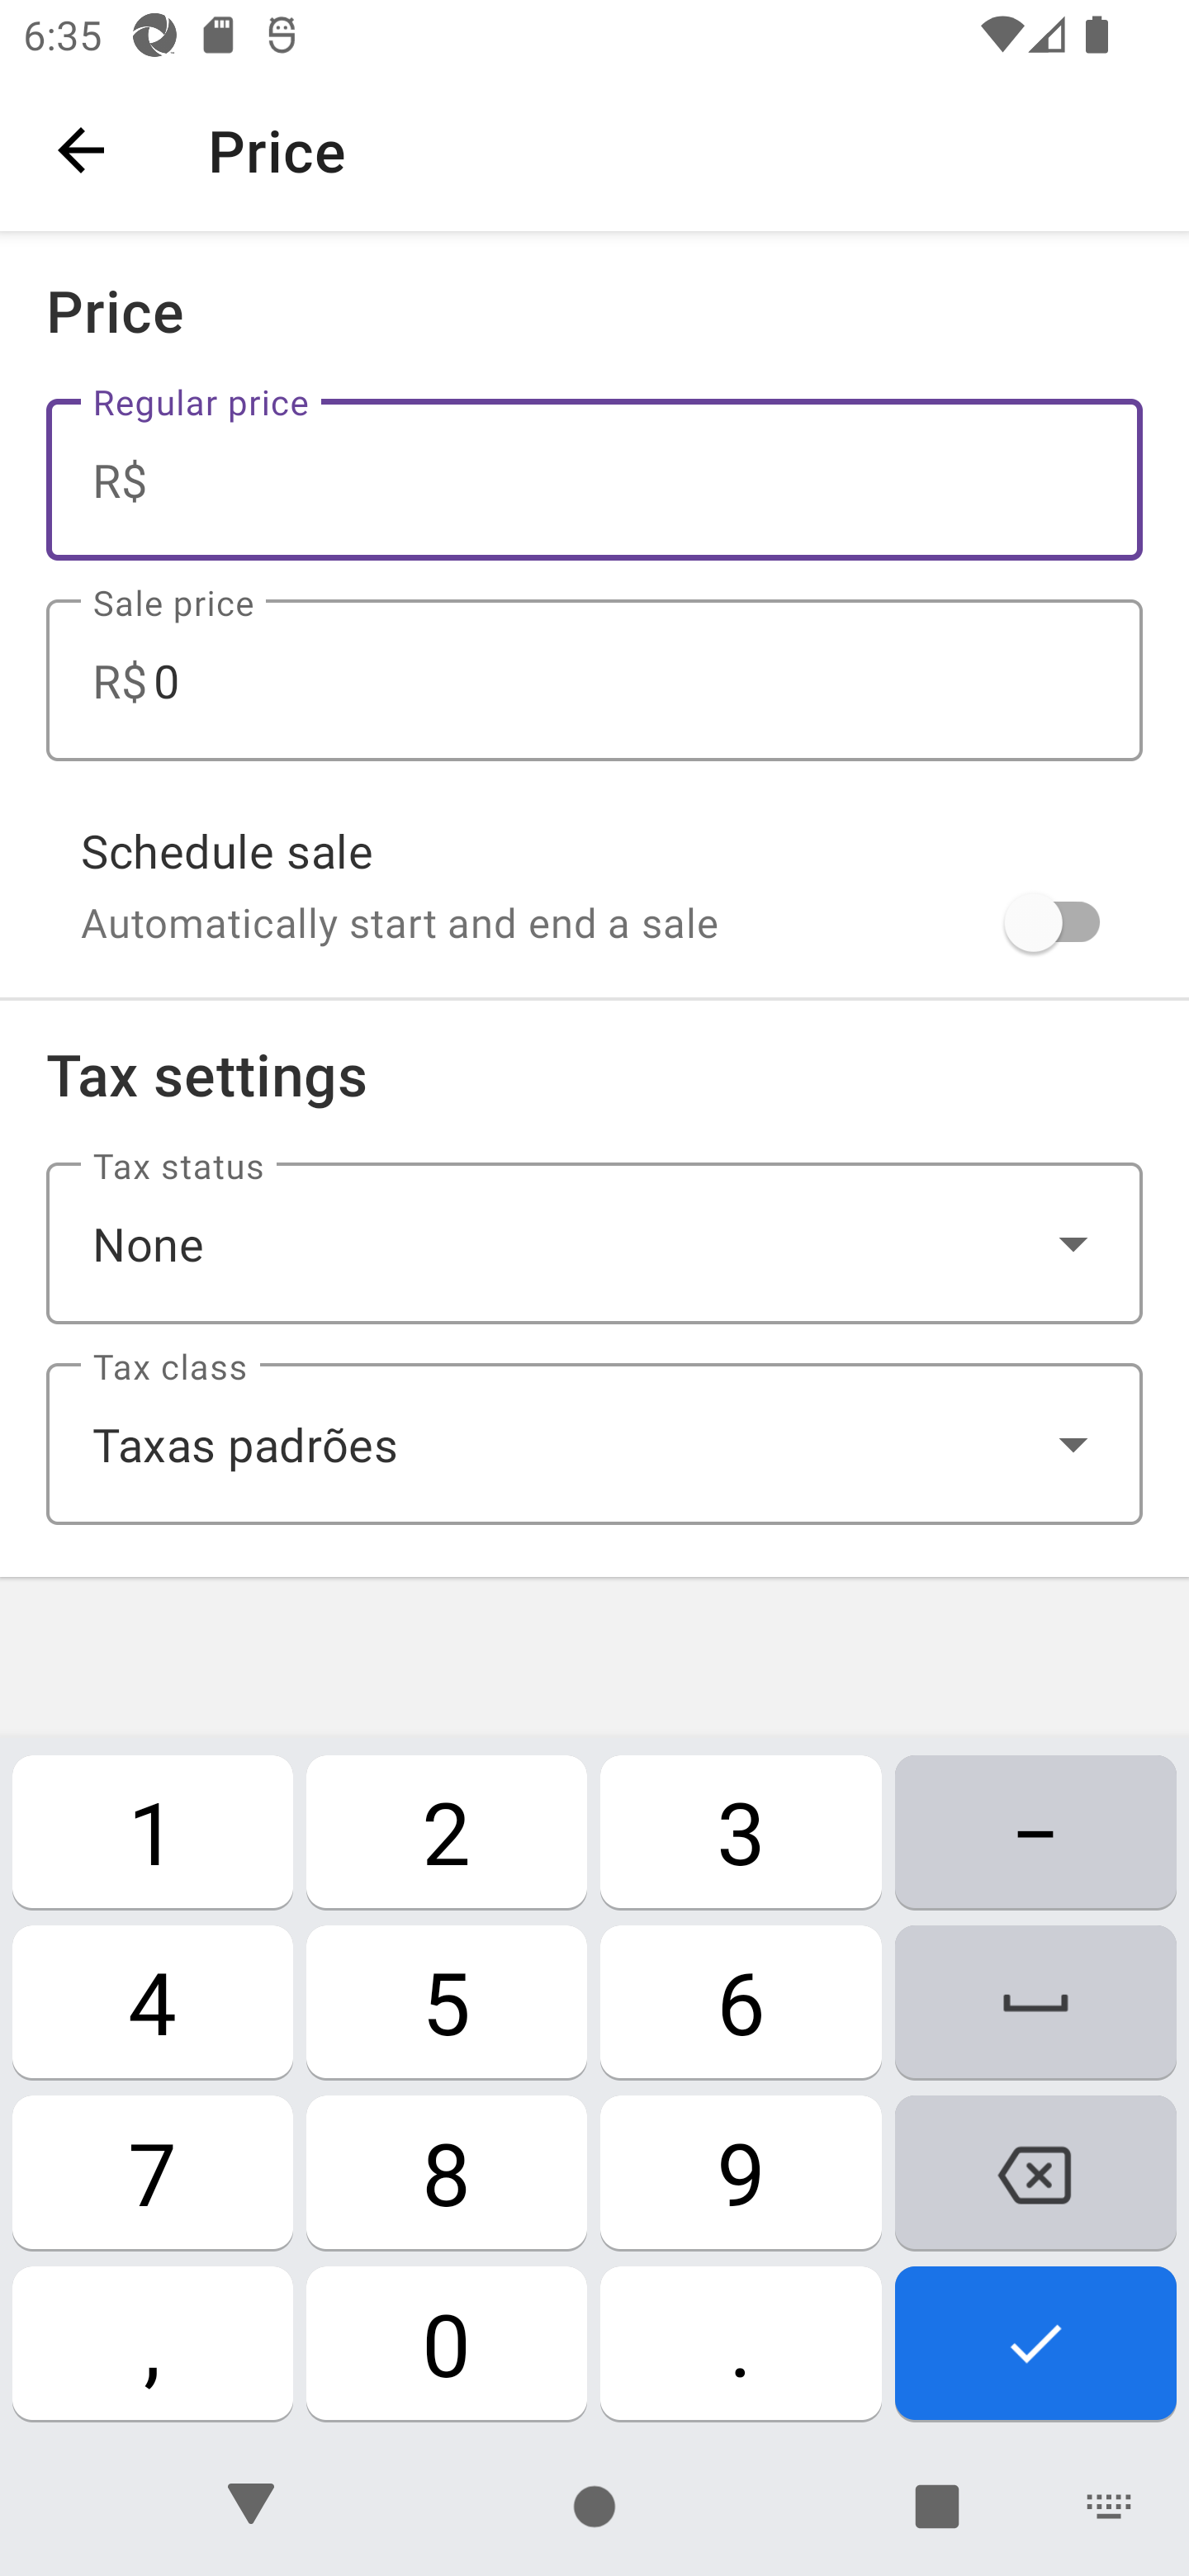 6:35
Price
Price
Regular price
R$
Sale price
R$ 0
Schedule sale
Automatically start and end a sale
Tax settings
Tax status
None
Tax class
Taxas padrões
1 2 3 –
4 5 6
7 8 9
, 0 .